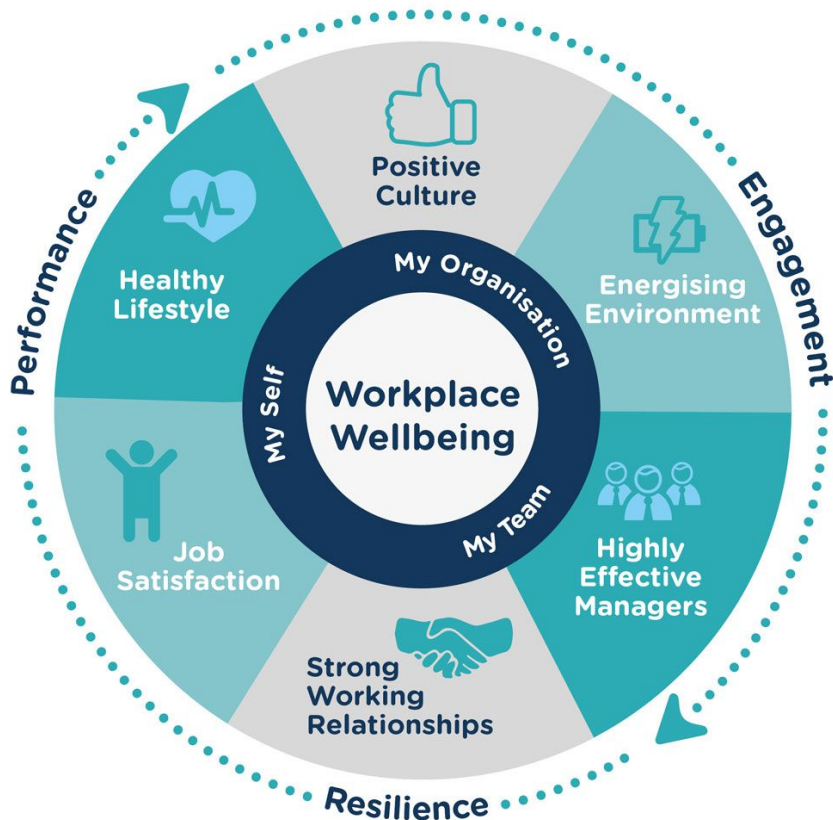 Workplace
Wellbeing
My Organisation
My Team
My Self
Positive
Culture
Energising
Environment
Highly
Effective
Managers
Strong
Working
Relationships
Job
Satisfaction
Healthy
Lifestyle
Engagement
Resilience
Performance